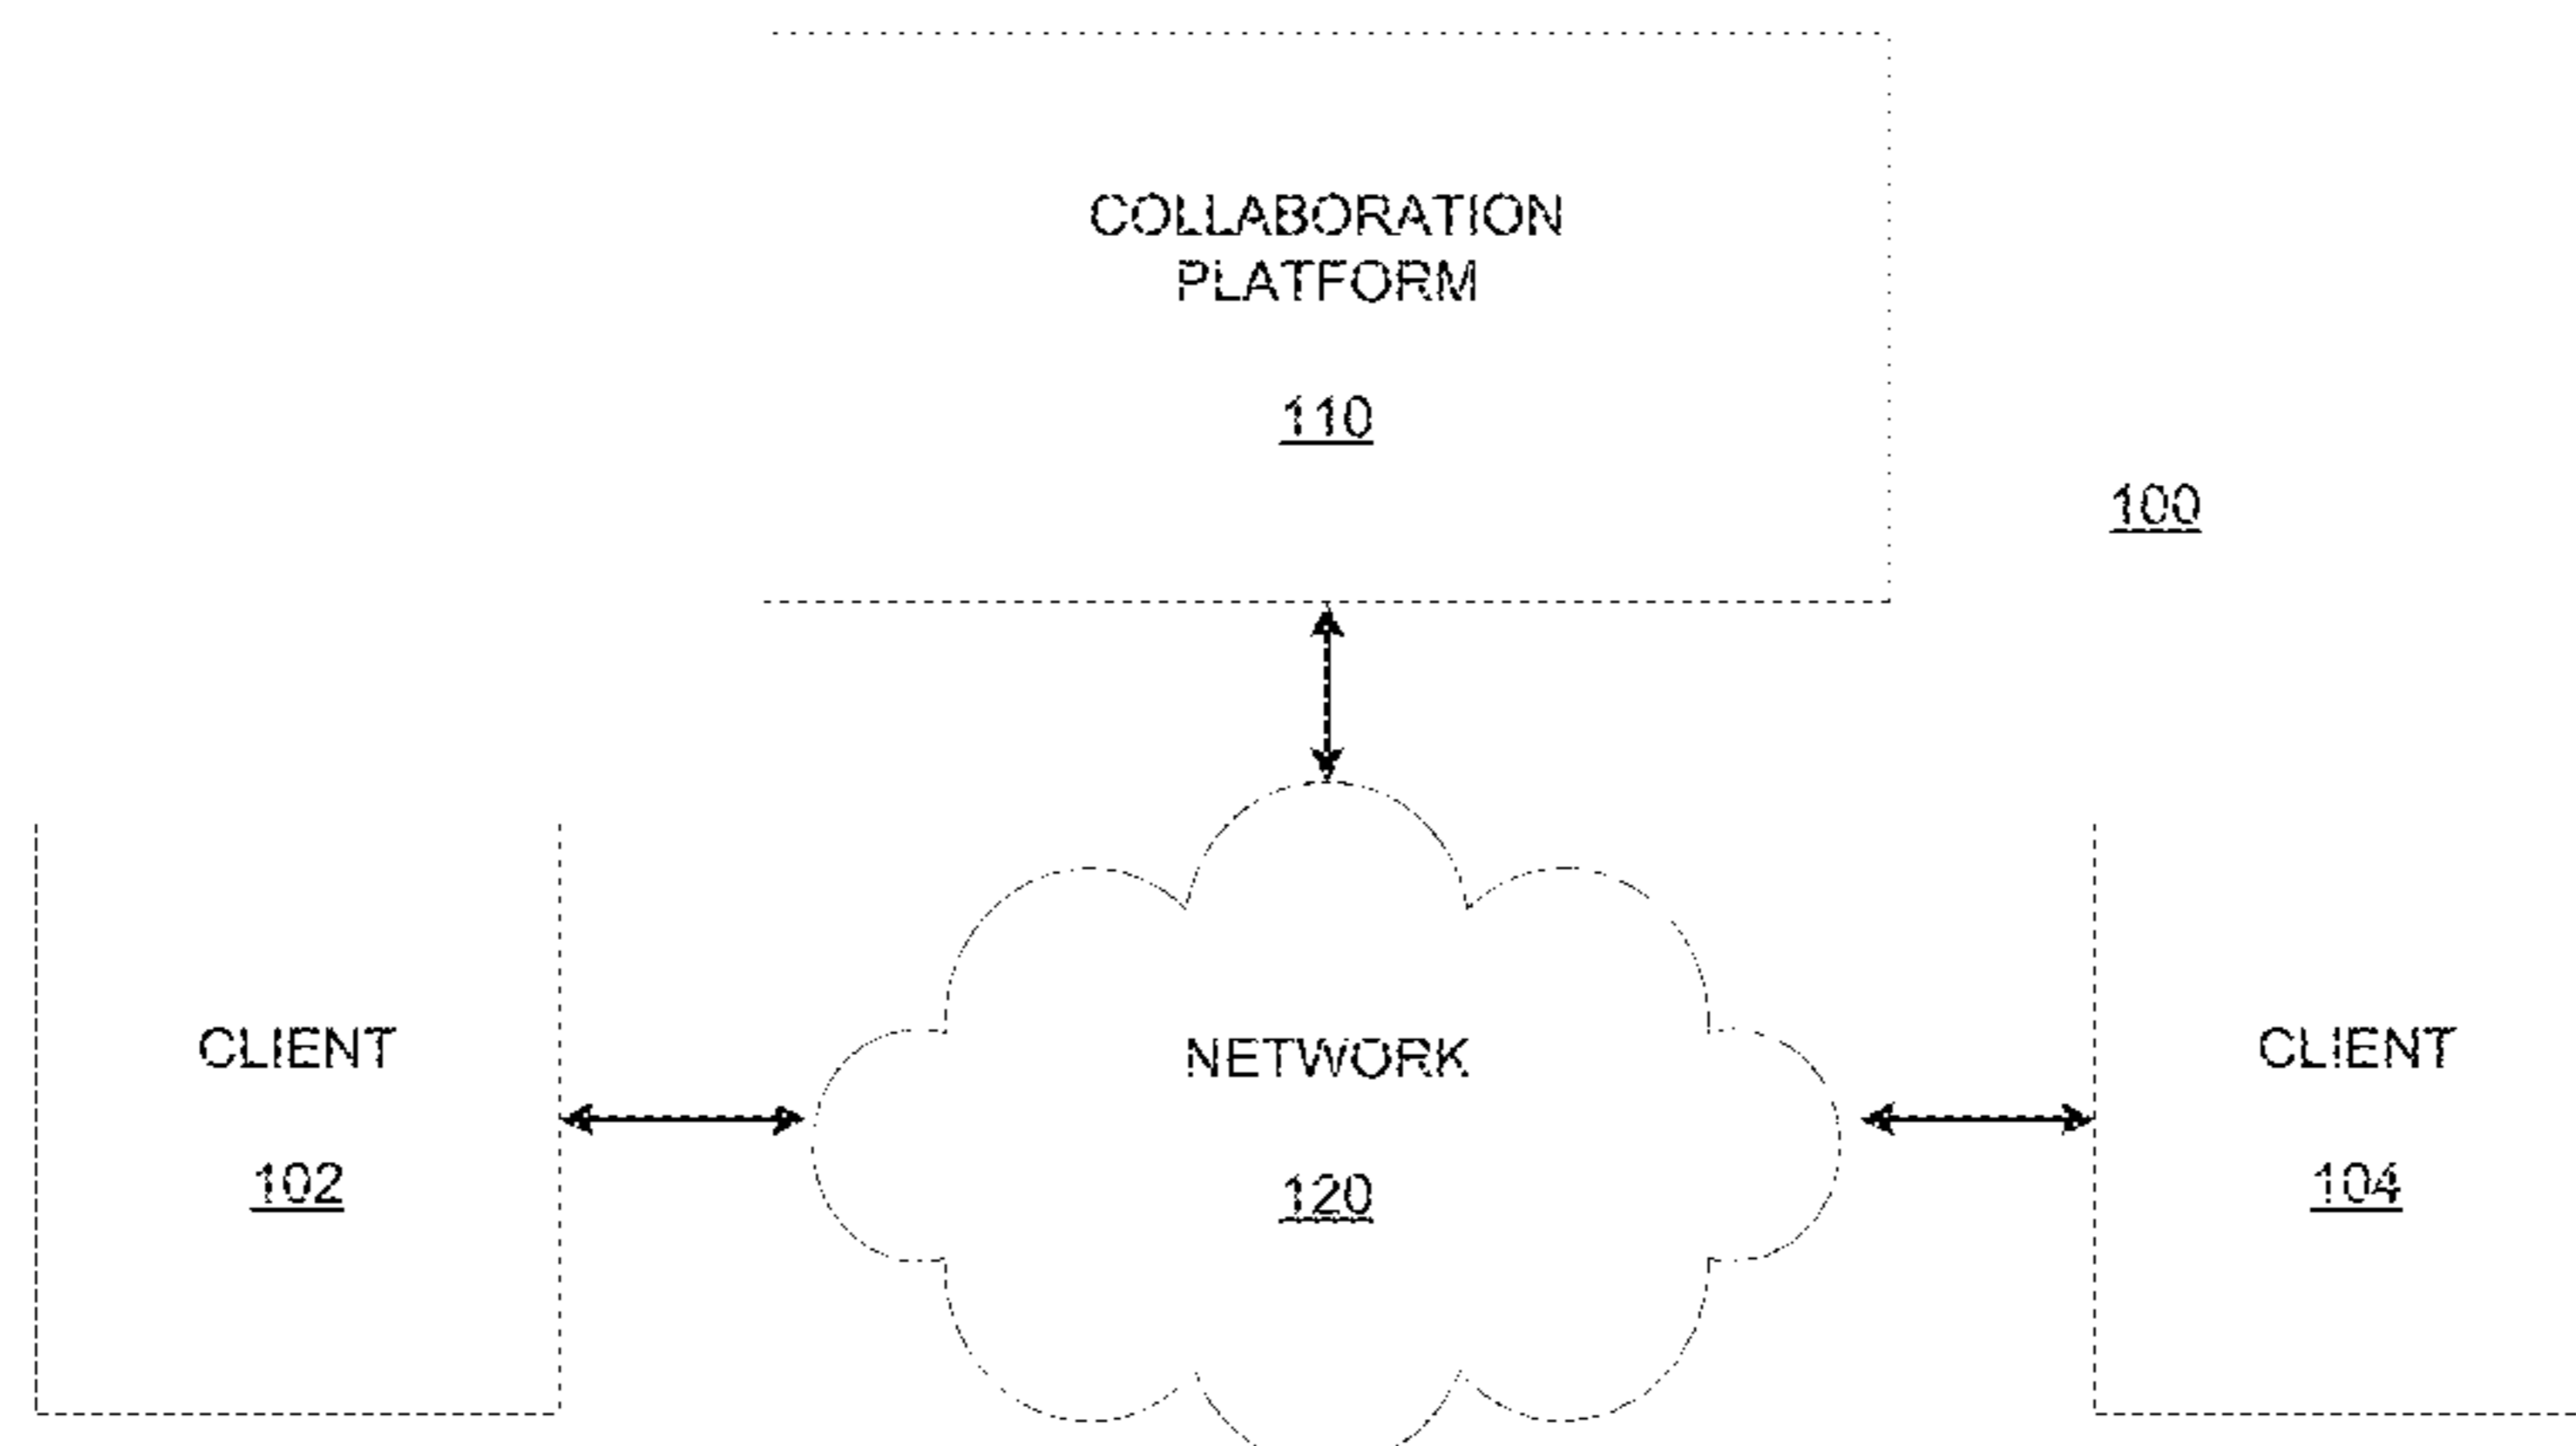 COLLABORATION
PLATFORM
110
100
CLIENT
102
NETWORK
120
CLIENT
104